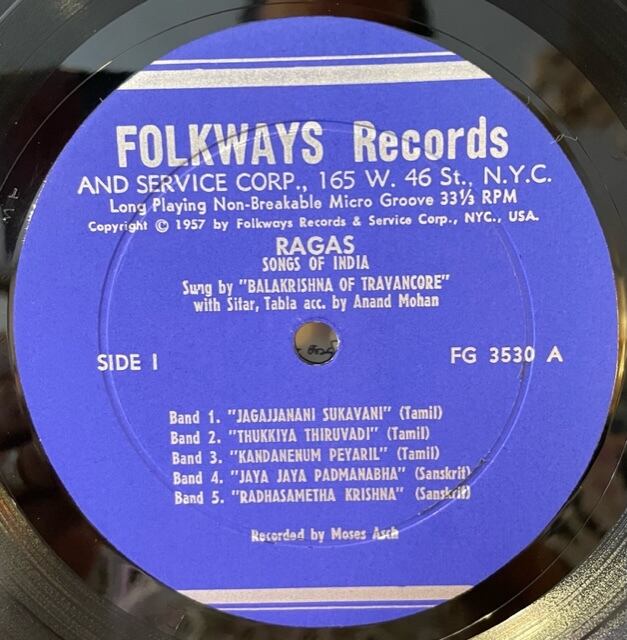 FOLKWAYS Records
AND SERVICE CORP., 165 W. 46 St., N.Y.C.
Long Playing Non-Breakable Micro Groove 33⅓ RPM
Copyright © 1957 by Folkways Records & Service Corp., NYC., USA.
RAGAS
SONGS OF INDIA
Sung by "BALAKRISHNA OF TRAVANCORE"
with Sitar, Tabla acc. by Anand Mohan
SIDE I
FG 3530 A
Band 1. "JAGAJJANANI SUKAVANI" (Tamil)
Band 2. "THUKKIYA THIRUVADI" (Tamil)
Band 3. "KANDANENUM PEYARIL" (Tamil)
Band 4. "JAYA JAYA PADMANABHA" (Sanskrit)
Band 5. "RADHASAMETHA KRISHNA" (Sanskrit)
Recorded by Moses Asch